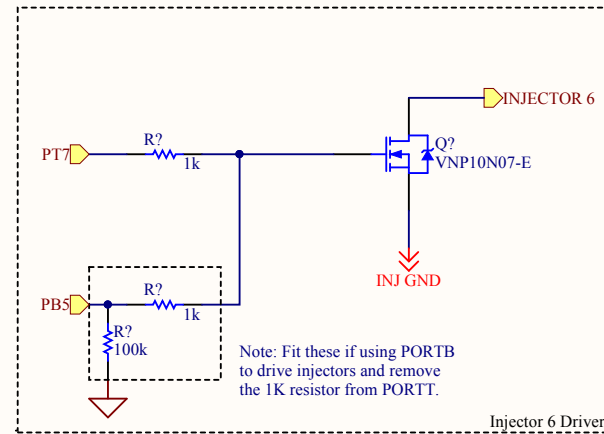 INJECTOR 6
Q?
VNP10N07-E
PT7
R?
1k
INJ GND
PB5
R?
1k
R?
100k
Note: Fit these if using PORTB
to drive injectors and remove
the 1K resistor from PORTT.
Injector 6 Driver